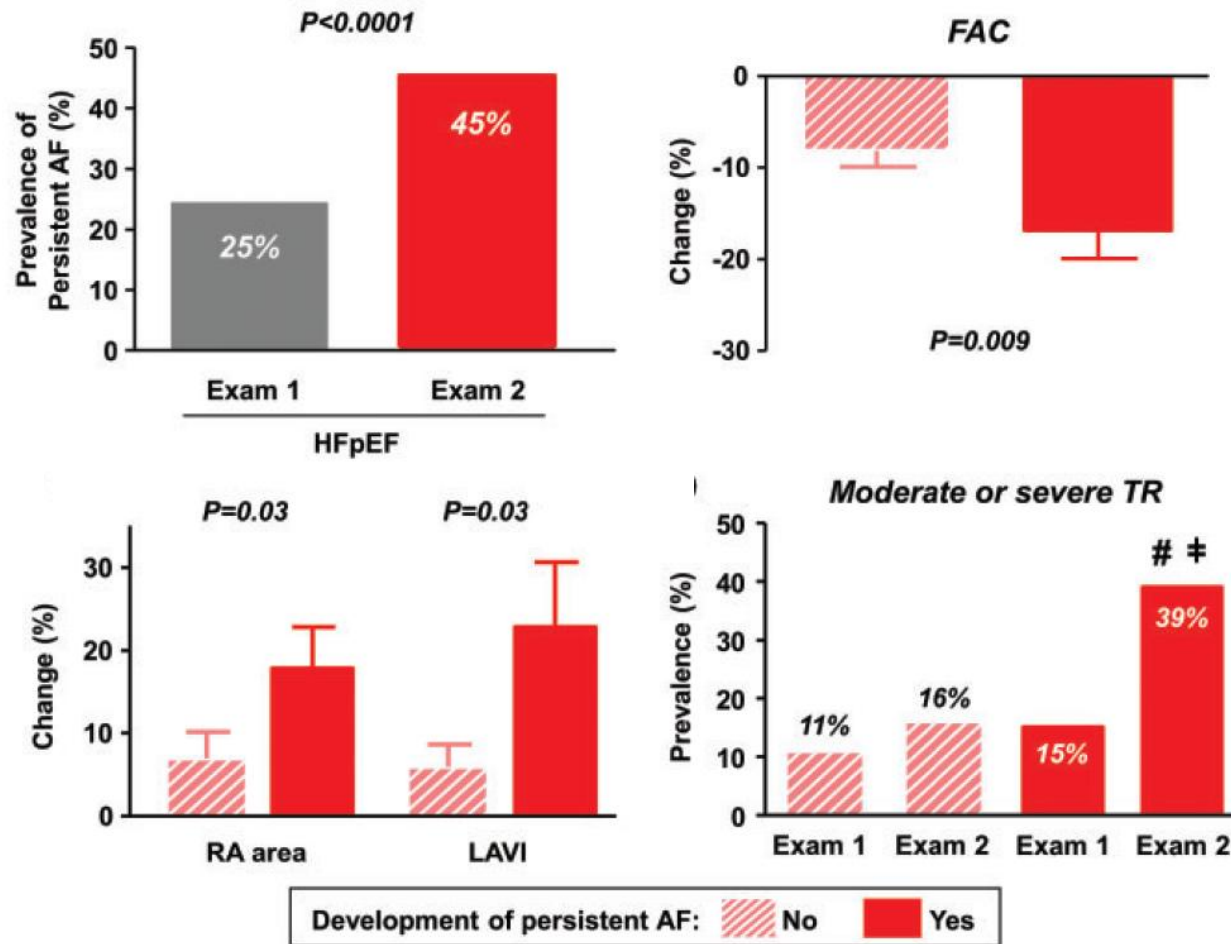 P<0.0001
Prevalence of
Persistent AF (%)
50
40
30
20
10
0
25%
45%
Exam 1 Exam 2
HFpEF
FAC
Change (%)
0
-10
-20
-30
P=0.009
P=0.03 P=0.03
Change (%)
30
20
10
0
RA area LAVI
Moderate or severe TR
Prevalence (%)
50
40
30
20
10
0
11%
16%
15%
39%
# ǂ
Exam 1 Exam 2 Exam 1 Exam 2
Development of persistent AF: No Yes